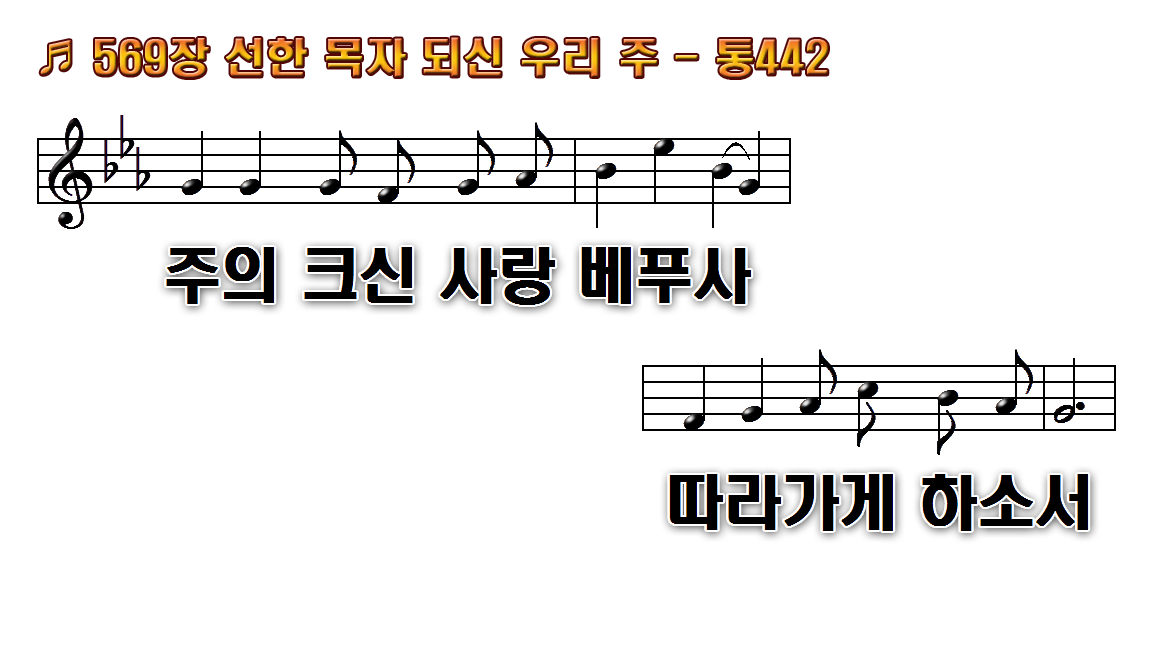 ♬ 569장 선한 목자 되신 우리 주 - 통442
주의 크신 사랑 베푸사
따라가게 하소서